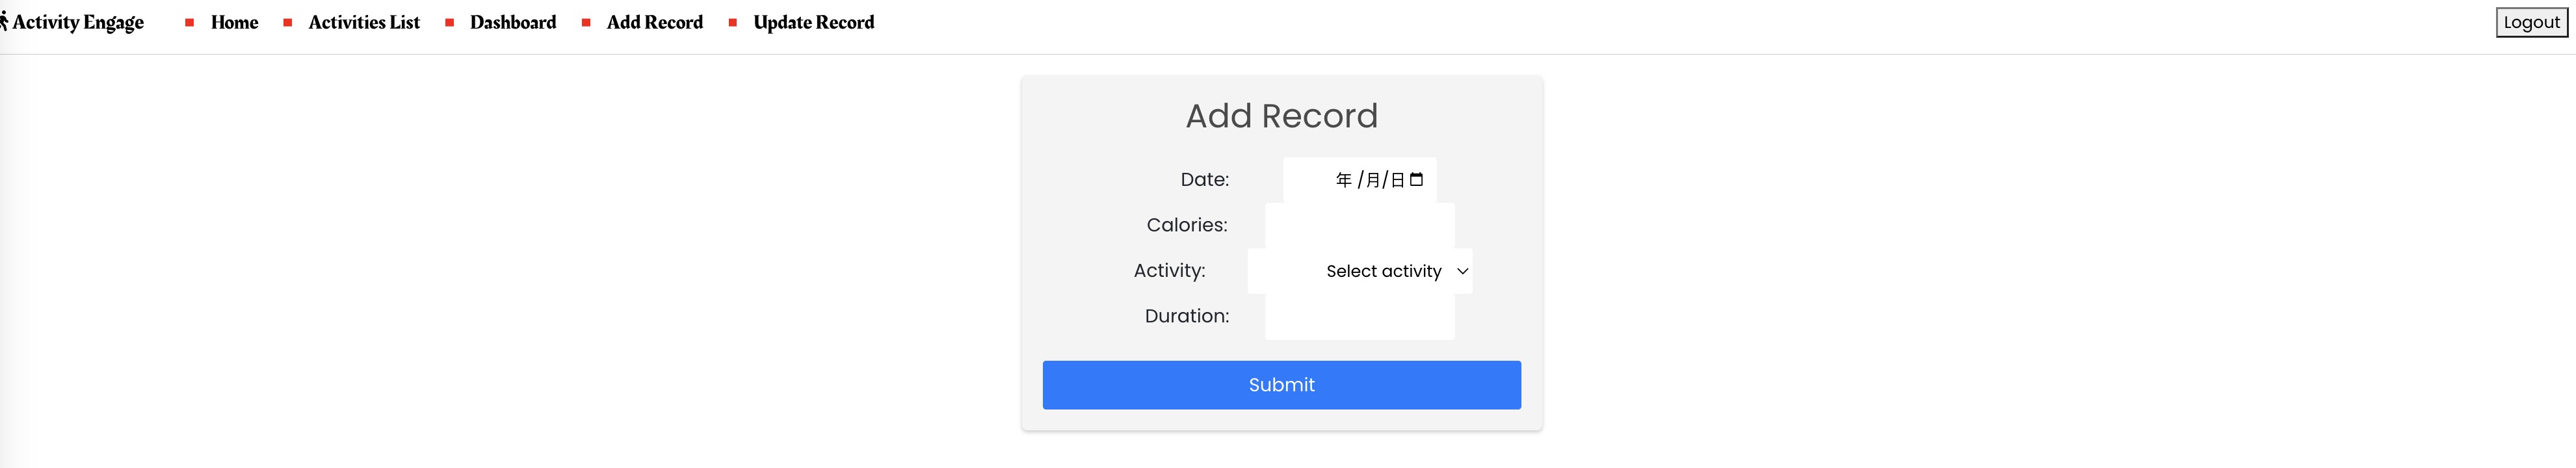 Activity Engage Home Activities List Dashboard Add Record Update Record Logout
Add Record
Date: 年 /月/日
Calories:
Activity: Select activity
Duration:
Submit